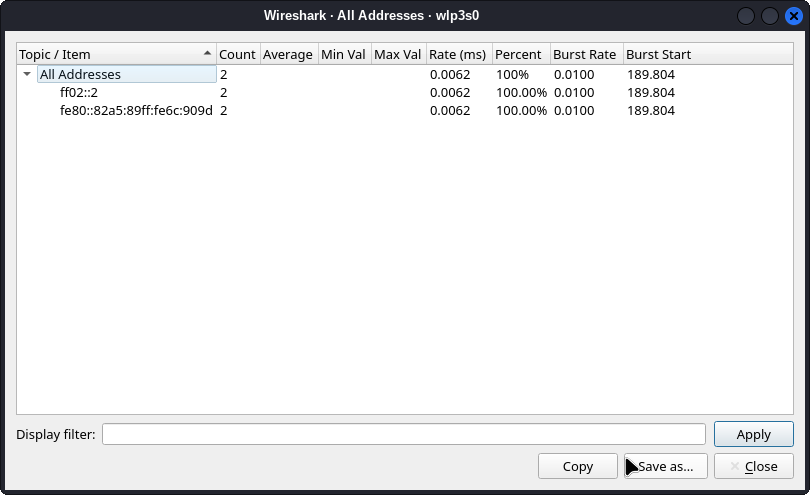 Wireshark · All Addresses · wlp3s0
Topic / Item Count Average Min Val Max Val Rate (ms) Percent Burst Rate Burst Start
All Addresses 2 0.0062 100% 0.0100 189.804
ff02::2 2 0.0062 100.00% 0.0100 189.804
fe80::82a5:89ff:fe6c:909d 2 0.0062 100.00% 0.0100 189.804
Display filter: Apply
Copy Save as... Close